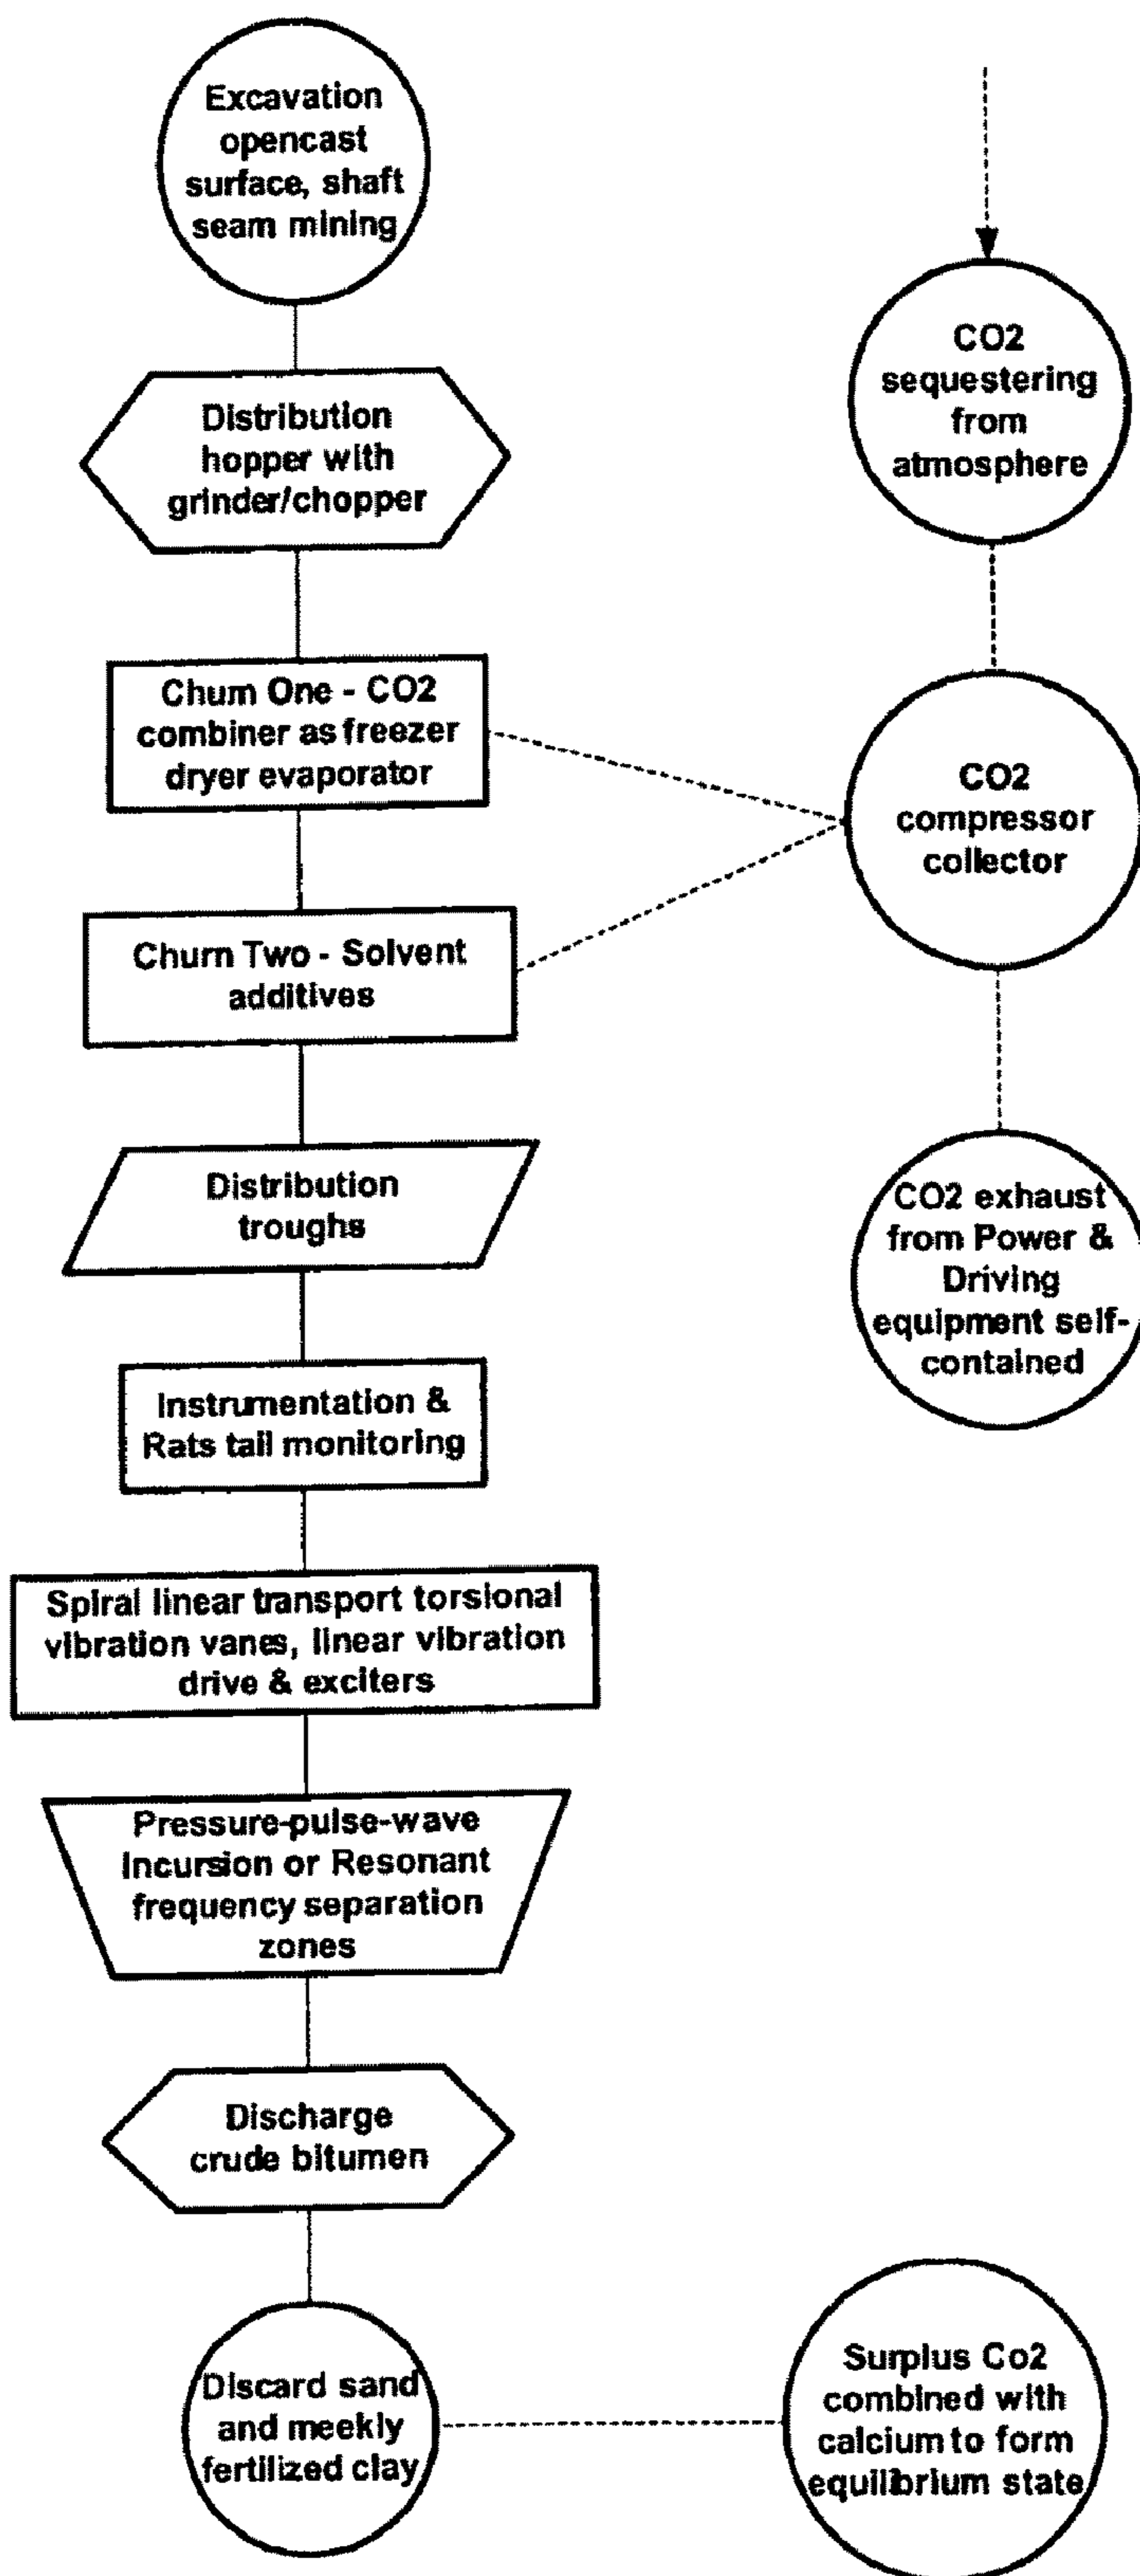 Excavation
opencast
surface, shaft
seam mining
Distribution
hopper with
grinder/chopper
Churn One - CO2
combiner as freezer
dryer evaporator
Churn Two - Solvent
additives
Distribution
troughs
Instrumentation &
Rats tail monitoring
Spiral linear transport torsional
vibration vanes, linear vibration
drive & exciters
Pressure-pulse-wave
Incursion or Resonant
frequency separation
zones
Discharge
crude bitumen
Discard sand
and meekly
fertilized clay
CO2
sequestering
from
atmosphere
CO2
compressor
collector
CO2 exhaust
from Power &
Driving
equipment self-
contained
Surplus Co2
combined with
calcium to form
equilibrium state